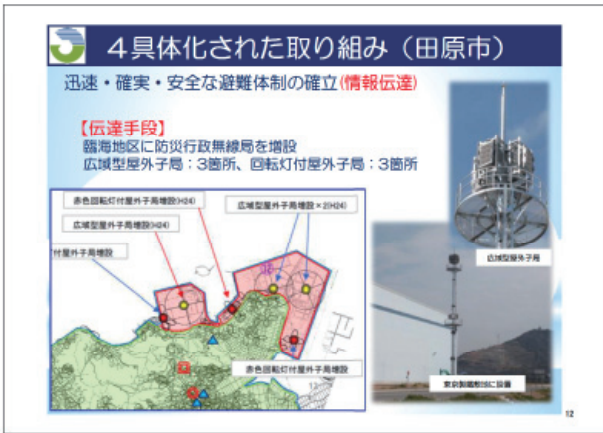 ４具体化された取り組み（田原市）
迅速・確実・安全な避難体制の確立(情報伝達)
【伝達手段】
臨海地区に防災行政無線局を増設
広域型屋外子局：3箇所、回転灯付屋外子局：3箇所
赤色回転灯付屋外子局増設(H24)
広域型屋外子局増設×2(H24)
広域型屋外子局増設(H24)
灯付屋外子局増設
赤色回転灯付屋外子局増設
広域型屋外子局
に設置
12